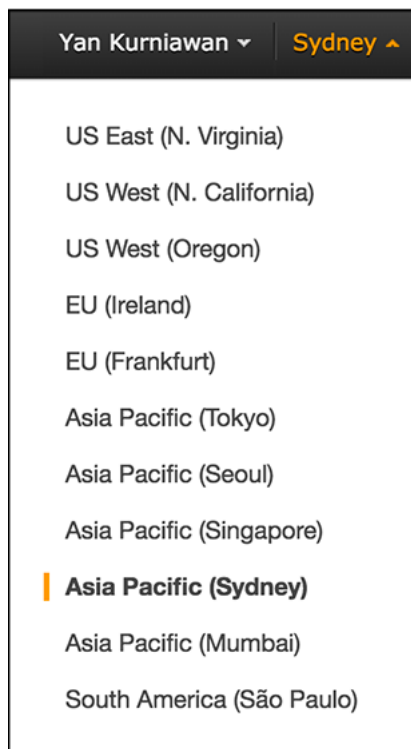 Yan Kurniawan Sydney
US East (N. Virginia)
US West (N. California)
US West (Oregon)
EU (Ireland)
EU (Frankfurt)
Asia Pacific (Tokyo)
Asia Pacific (Seoul)
Asia Pacific (Singapore)
Asia Pacific (Sydney)
Asia Pacific (Mumbai)
South America (São Paulo)